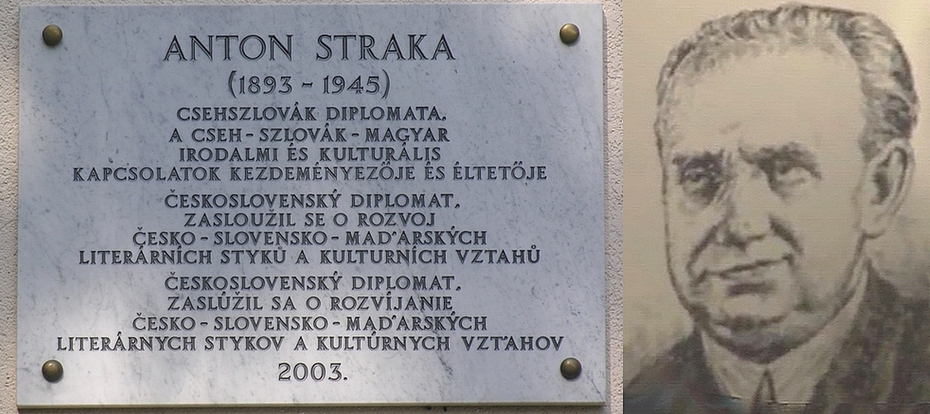 ANTON STRAKA
(1893 - 1945)
CSEHSZLOVÁK DIPLOMATA,
A CSEH - SZLOVÁK - MAGYAR
IRODALMI ÉS KULTURÁLIS
KAPCSOLATOK KEZDEMÉNYEZŐJE ÉS ÉLTETŐJE
ČESKOSLOVENSKÝ DIPLOMAT,
ZASLOUŽIL SE O ROZVOJ
ČESKO - SLOVENSKO - MAĎARSKÝCH
LITERÁRNÍCH STYKŮ A KULTURNÍCH VZTAHŮ
ČESKOSLOVENSKÝ DIPLOMAT,
ZASLÚŽIL SA O ROZVÍJANIE
ČESKO - SLOVENSKO - MAĎARSKÝCH
LITERÁRNYCH STYKOV A KULTÚRNYCH VZŤAHOV
2003.